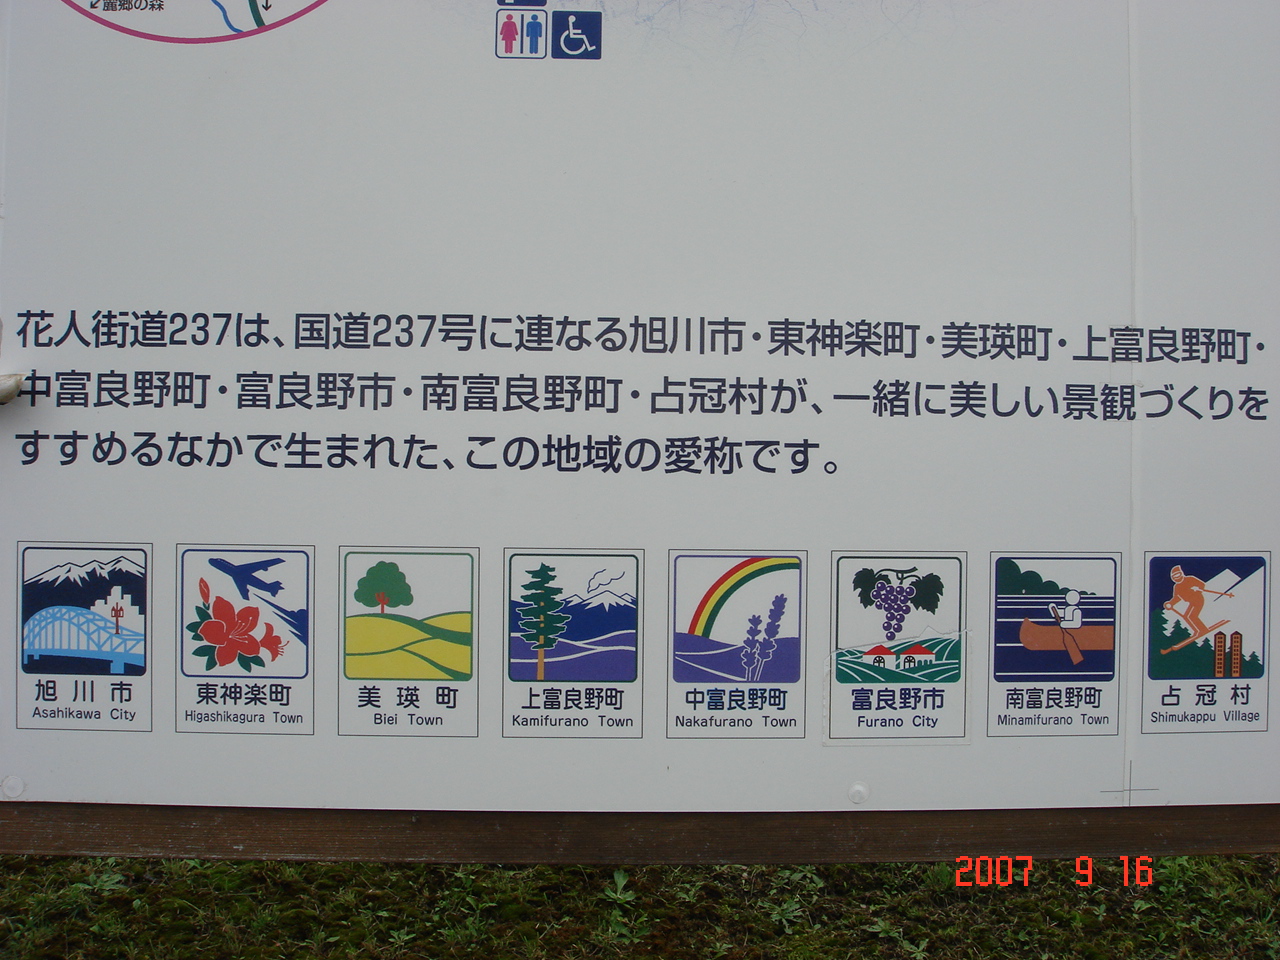 ↙麓郷の森
花人街道237は、国道237号に連なる旭川市・東神楽町・美瑛町・上富良野町・
中富良野町・富良野市・南富良野町・占冠村が、一緒に美しい景観づくりを
すすめるなかで生まれた、この地域の愛称です。
旭川市
Asahikawa City
東神楽町
Higashikagura Town
美瑛町
Biei Town
上富良野町
Kamifurano Town
中富良野町
Nakafurano Town
富良野市
Furano City
南富良野町
Minamifurano Town
占冠村
Shimukappu Village
2007 9 16